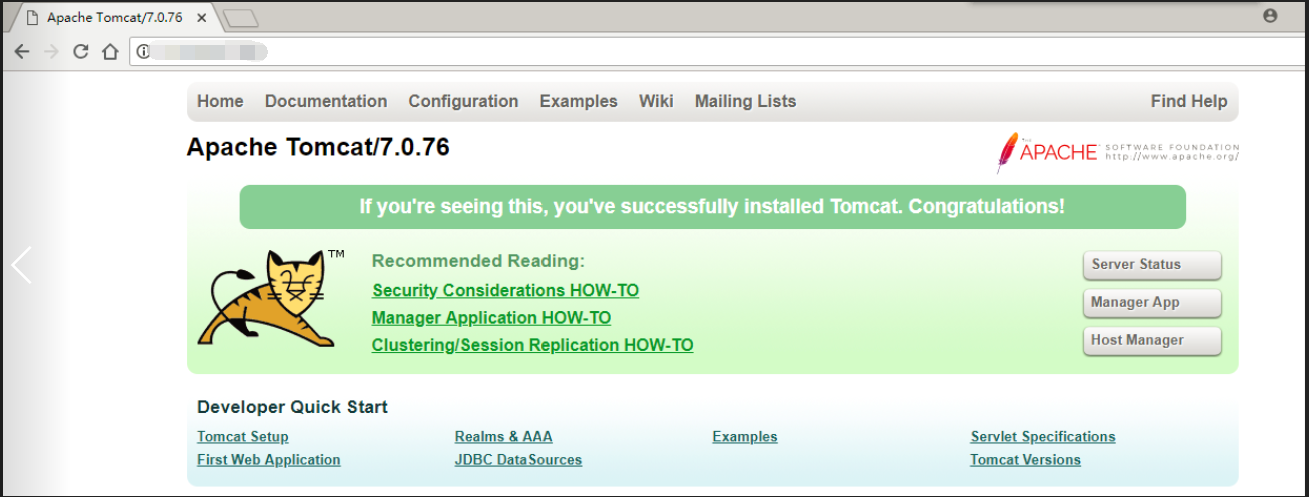 Apache Tomcat/7.0.76
Home Documentation Configuration Examples Wiki Mailing Lists Find Help
Apache Tomcat/7.0.76
APACHE SOFTWARE FOUNDATION
http://www.apache.org/
If you're seeing this, you've successfully installed Tomcat. Congratulations!
TM
Recommended Reading:
Security Considerations HOW-TO
Manager Application HOW-TO
Clustering/Session Replication HOW-TO
Server Status
Manager App
Host Manager
Developer Quick Start
Tomcat Setup Realms & AAA Examples Servlet Specifications
First Web Application JDBC DataSources Tomcat Versions